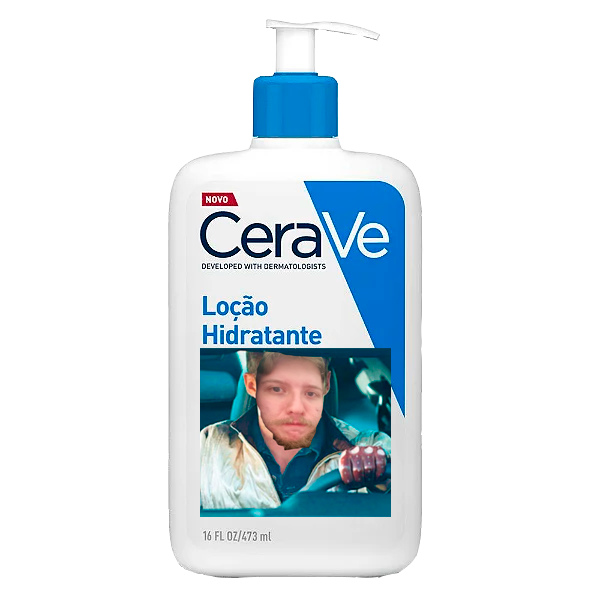 NOVO
CeraVe
DEVELOPED WITH DERMATOLOGISTS
Loção
Hidratante
16 FL OZ/473 ml